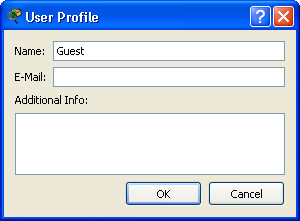 User Profile
Name: Guest
E-Mail:
Additional Info:
OK Cancel